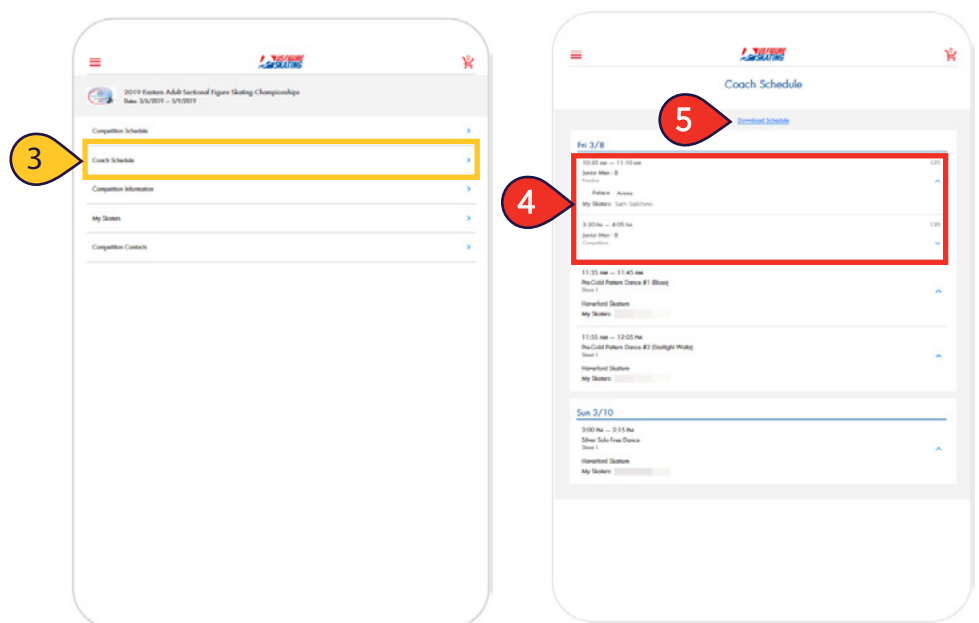 US FIGURE
SKATING
2019 Eastern Adult Sectional Figure Skating Championships
Date: 3/6/2019 – 3/9/2019
Competition Schedule
3
Coach Schedule
Competition Information
My Skaters
Competition Contacts
US FIGURE
SKATING
Coach Schedule
5
Download Schedule
Fri 3/8
4
10:35 AM — 11:10 AM
Junior Men - B
Practice
Palace Arena
My Skaters: Sam Salchow
3:30 PM — 4:05 PM
Junior Men - B
Competition
11:35 AM — 11:45 AM
Pre-Gold Pattern Dance #1 (Blues)
Sheet 1
Haverford Skatium
My Skaters:
11:55 AM — 12:05 PM
Pre-Gold Pattern Dance #2 (Starlight Waltz)
Sheet 1
Haverford Skatium
My Skaters:
Sun 3/10
3:00 PM — 3:15 PM
Silver Solo Free Dance
Sheet 1
Haverford Skatium
My Skaters: